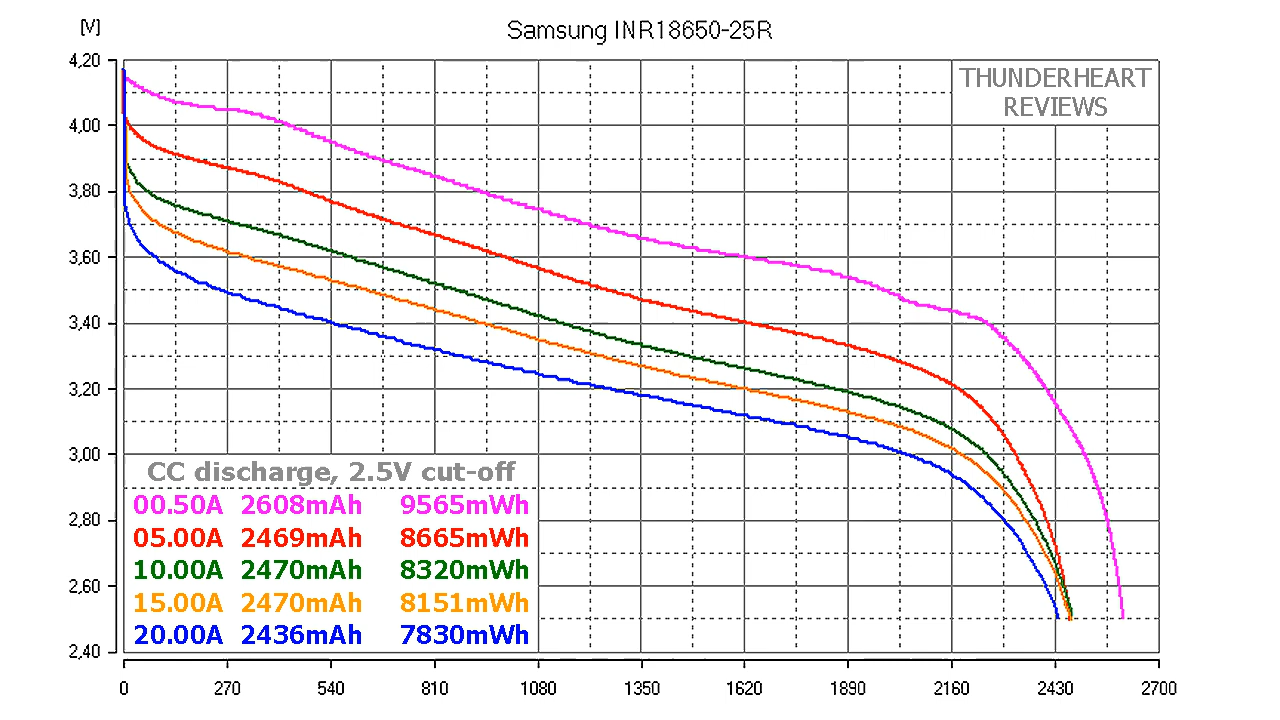 [V]
Samsung INR18650-25R
THUNDERHEART
REVIEWS
4,20
4,00
3,80
3,60
3,40
3,20
3,00
2,80
2,60
2,40
CC discharge, 2.5V cut-off
00.50A 2608mAh 9565mWh
05.00A 2469mAh 8665mWh
10.00A 2470mAh 8320mWh
15.00A 2470mAh 8151mWh
20.00A 2436mAh 7830mWh
0 270 540 810 1080 1350 1620 1890 2160 2430 2700